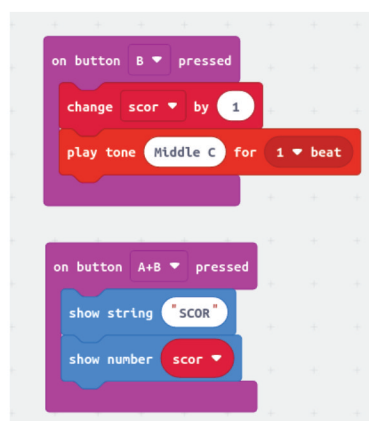 on button B pressed
change scor by 1
play tone Middle C for 1 beat
on button A+B pressed
show string "SCOR"
show number scor